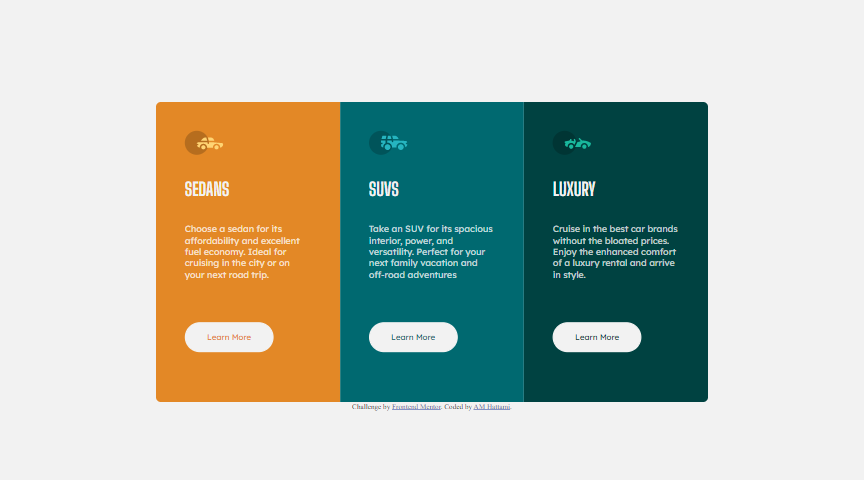 SEDANS
Choose a sedan for its
affordability and excellent
fuel economy. Ideal for
cruising in the city or on
your next road trip.
Learn More
SUVS
Take an SUV for its spacious
interior, power, and
versatility. Perfect for your
next family vacation and
off-road adventures
Learn More
LUXURY
Cruise in the best car brands
without the bloated prices.
Enjoy the enhanced comfort
of a luxury rental and arrive
in style.
Learn More
Challenge by Frontend Mentor. Coded by AM Hattami.